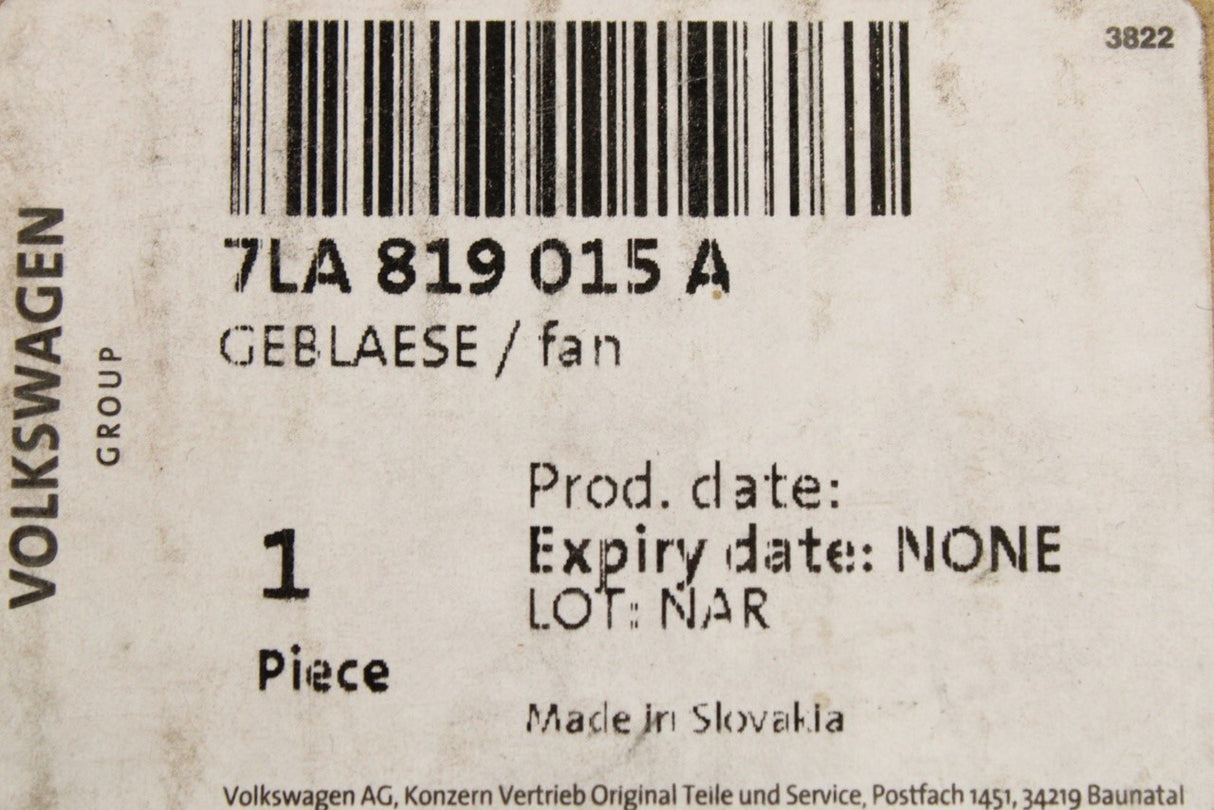 3822
7LA 819 015 A
GEBLAESE / fan
VOLKSWAGEN
GROUP
Prod. date:
Expiry date: NONE
LOT: NAR
1
Piece
Made in Slovakia
Volkswagen AG, Konzern Vertrieb Original Teile und Service, Postfach 1451, 34219 Baunatal